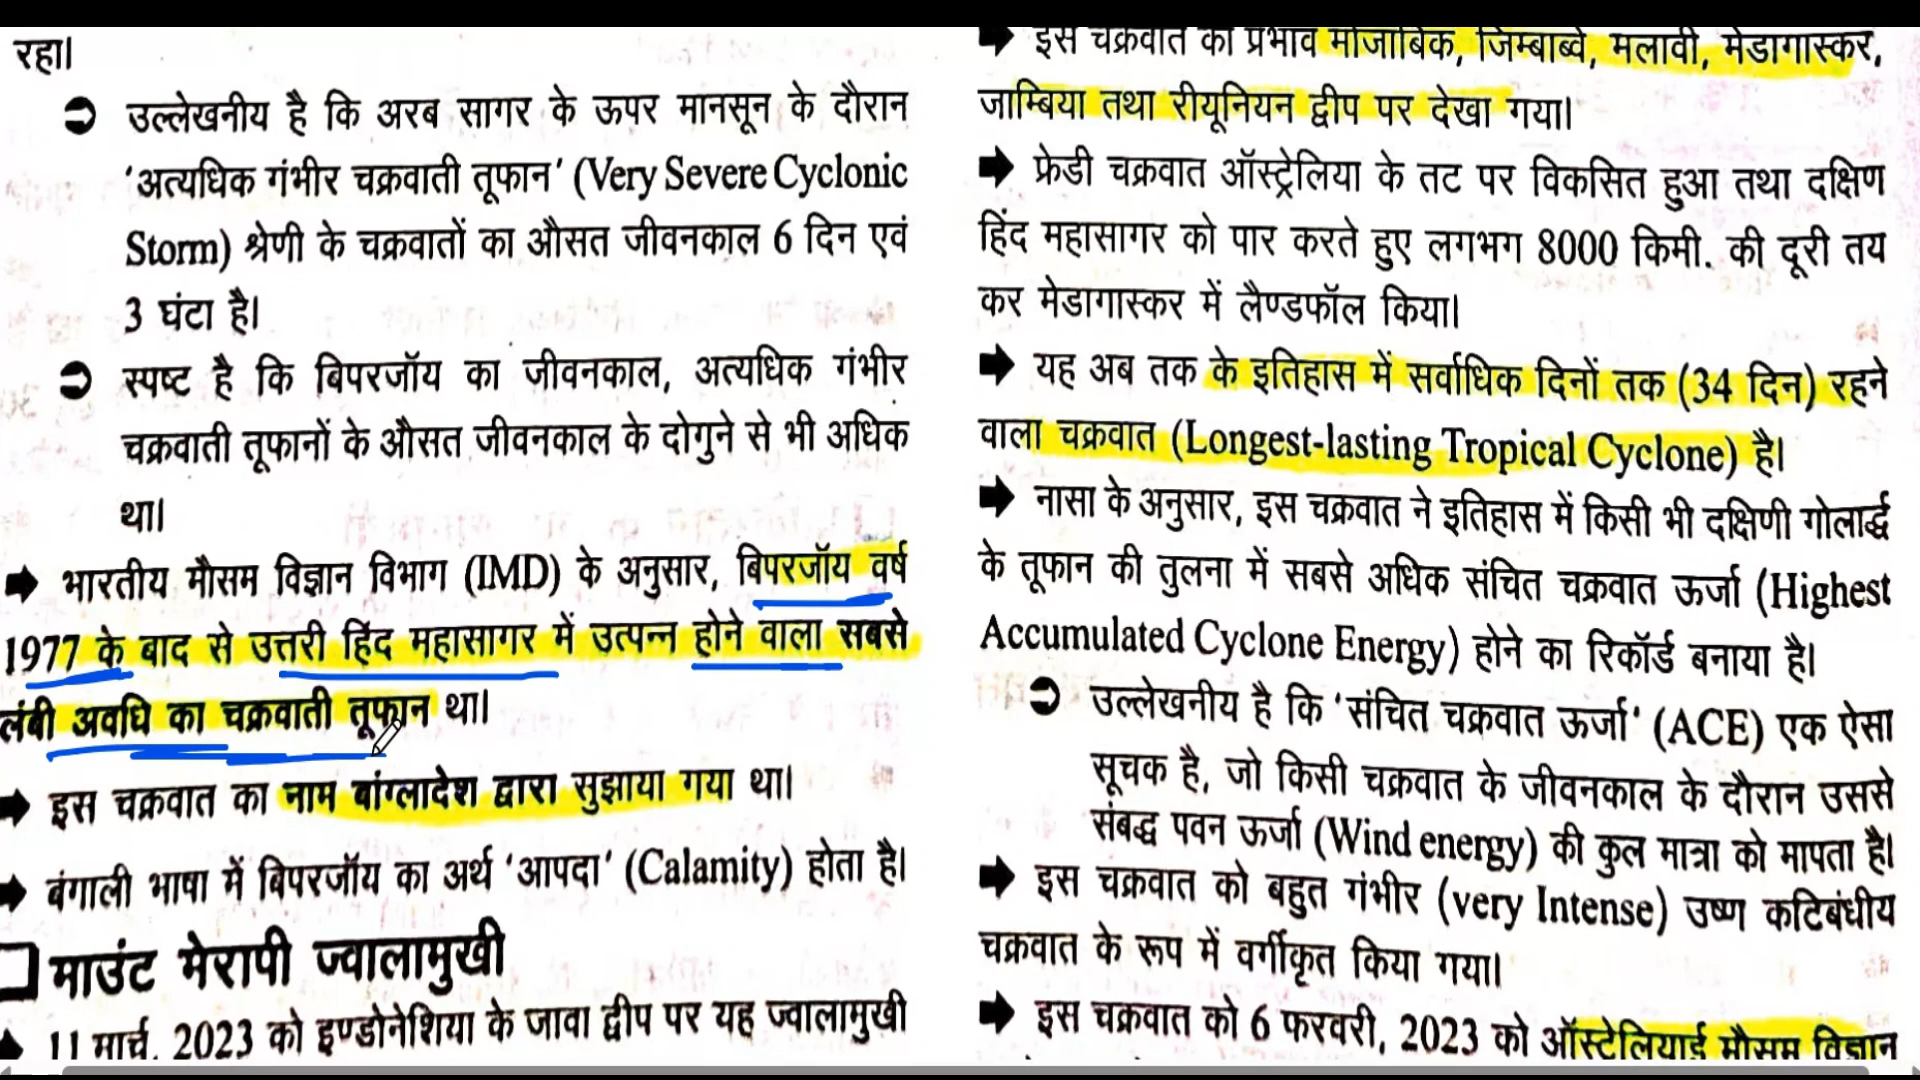 रहा।
➲ उल्लेखनीय है कि अरब सागर के ऊपर मानसून के दौरान
'अत्यधिक गंभीर चक्रवाती तूफान' (Very Severe Cyclonic
Storm) श्रेणी के चक्रवातों का औसत जीवनकाल 6 दिन एवं
3 घंटा है।
➲ स्पष्ट है कि बिपरजॉय का जीवनकाल, अत्यधिक गंभीर
चक्रवाती तूफानों के औसत जीवनकाल के दोगुने से भी अधिक
था।
➡ भारतीय मौसम विज्ञान विभाग (IMD) के अनुसार, बिपरजॉय वर्ष
1977 के बाद से उत्तरी हिंद महासागर में उत्पन्न होने वाला सबसे
लंबी अवधि का चक्रवाती तूफान था।
➡ इस चक्रवात का नाम बांग्लादेश द्वारा सुझाया गया था।
➡ बंगाली भाषा में बिपरजॉय का अर्थ 'आपदा' (Calamity) होता है।
❑ माउंट मेरापी ज्वालामुखी
➡ 11 मार्च, 2023 को इण्डोनेशिया के जावा द्वीप पर यह ज्वालामुखी
➡ इस चक्रवात का प्रभाव मोजाबिक, जिम्बाब्वे, मलावी, मेडागास्कर,
जाम्बिया तथा रीयूनियन द्वीप पर देखा गया।
➡ फ्रेडी चक्रवात ऑस्ट्रेलिया के तट पर विकसित हुआ तथा दक्षिण
हिंद महासागर को पार करते हुए लगभग 8000 किमी. की दूरी तय
कर मेडागास्कर में लैण्डफॉल किया।
➡ यह अब तक के इतिहास में सर्वाधिक दिनों तक (34 दिन) रहने
वाला चक्रवात (Longest-lasting Tropical Cyclone) है।
➡ नासा के अनुसार, इस चक्रवात ने इतिहास में किसी भी दक्षिणी गोलार्द्ध
के तूफान की तुलना में सबसे अधिक संचित चक्रवात ऊर्जा (Highest
Accumulated Cyclone Energy) होने का रिकॉर्ड बनाया है।
➲ उल्लेखनीय है कि 'संचित चक्रवात ऊर्जा' (ACE) एक ऐसा
सूचक है, जो किसी चक्रवात के जीवनकाल के दौरान उससे
संबद्ध पवन ऊर्जा (Wind energy) की कुल मात्रा को मापता है।
➡ इस चक्रवात को बहुत गंभीर (very Intense) उष्ण कटिबंधीय
चक्रवात के रूप में वर्गीकृत किया गया।
➡ इस चक्रवात को 6 फरवरी, 2023 को ऑस्टेलियाई मौसम विज्ञान